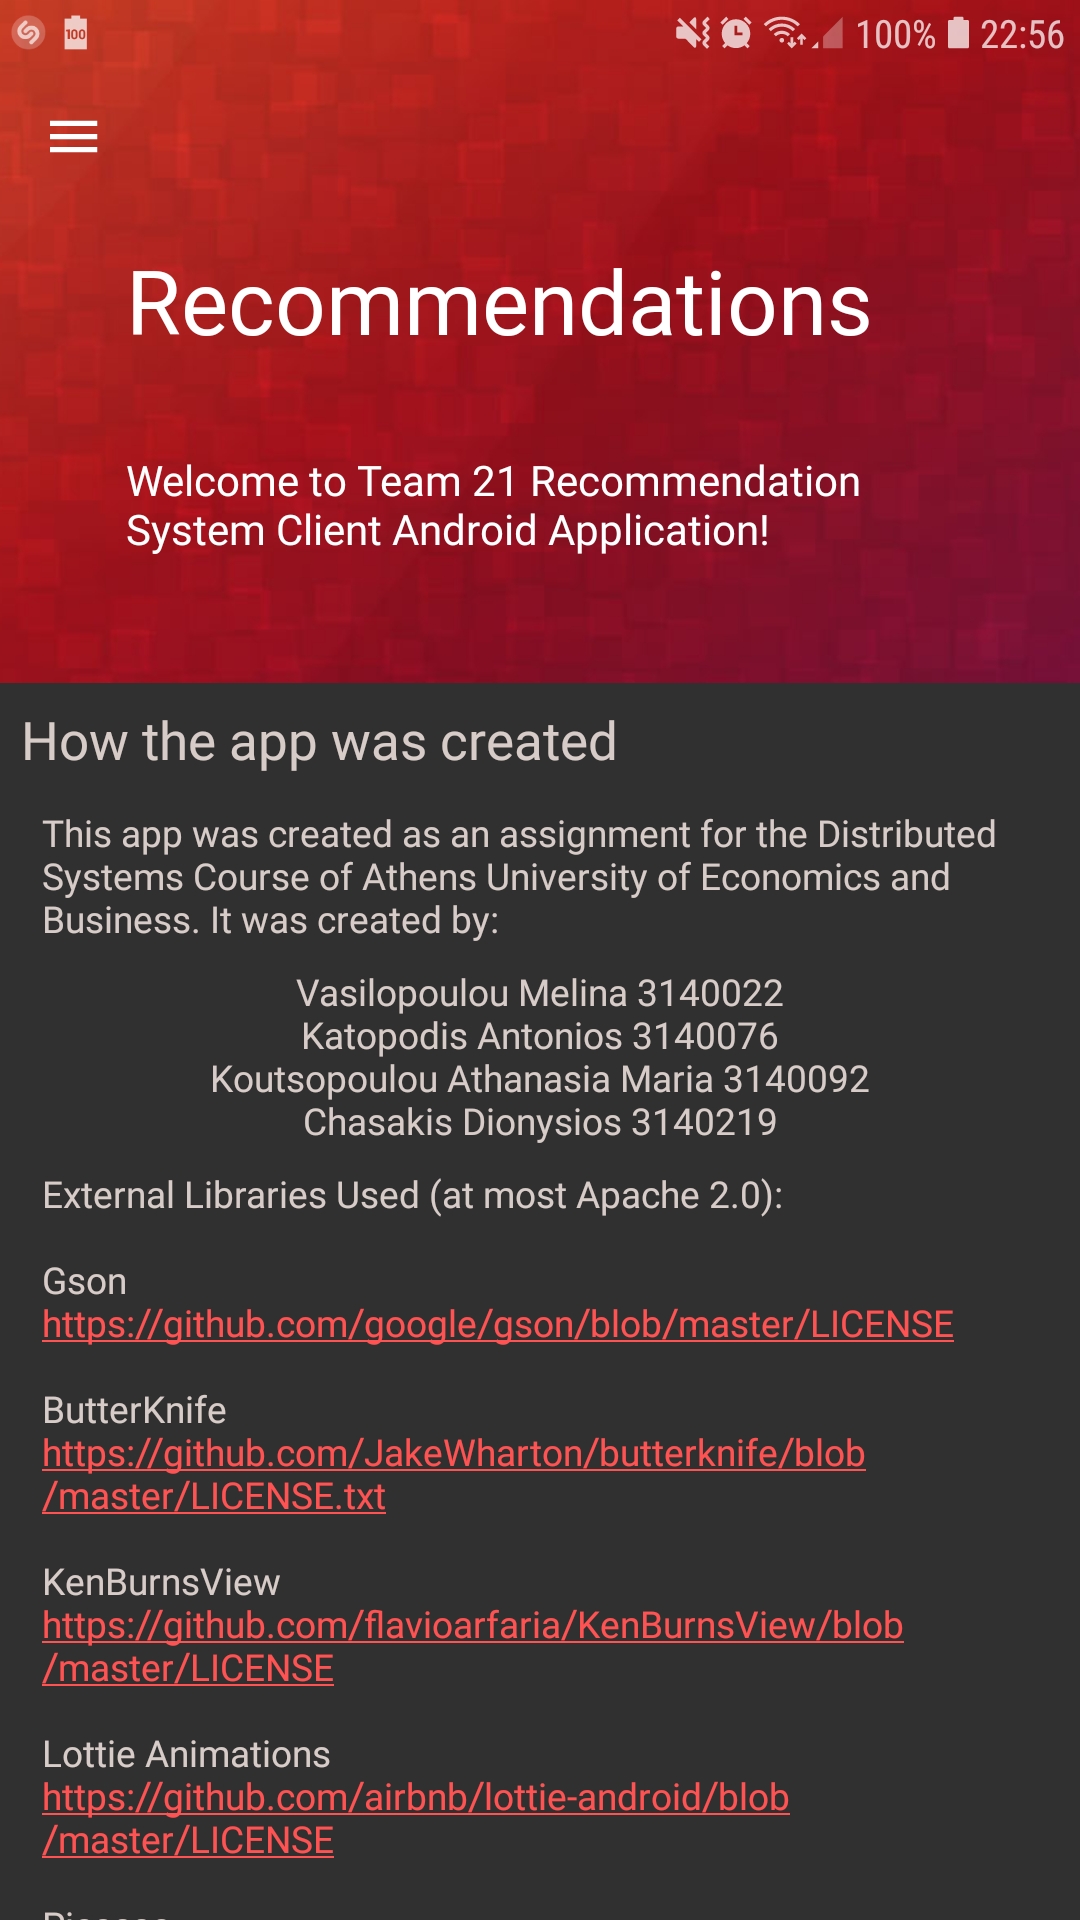 100
100% 22:56
Recommendations
Welcome to Team 21 Recommendation
System Client Android Application!
How the app was created
This app was created as an assignment for the Distributed
Systems Course of Athens University of Economics and
Business. It was created by:
Vasilopoulou Melina 3140022
Katopodis Antonios 3140076
Koutsopoulou Athanasia Maria 3140092
Chasakis Dionysios 3140219
External Libraries Used (at most Apache 2.0):
Gson
https://github.com/google/gson/blob/master/LICENSE
ButterKnife
https://github.com/JakeWharton/butterknife/blob
/master/LICENSE.txt
KenBurnsView
https://github.com/flavioarfaria/KenBurnsView/blob
/master/LICENSE
Lottie Animations
https://github.com/airbnb/lottie-android/blob
/master/LICENSE